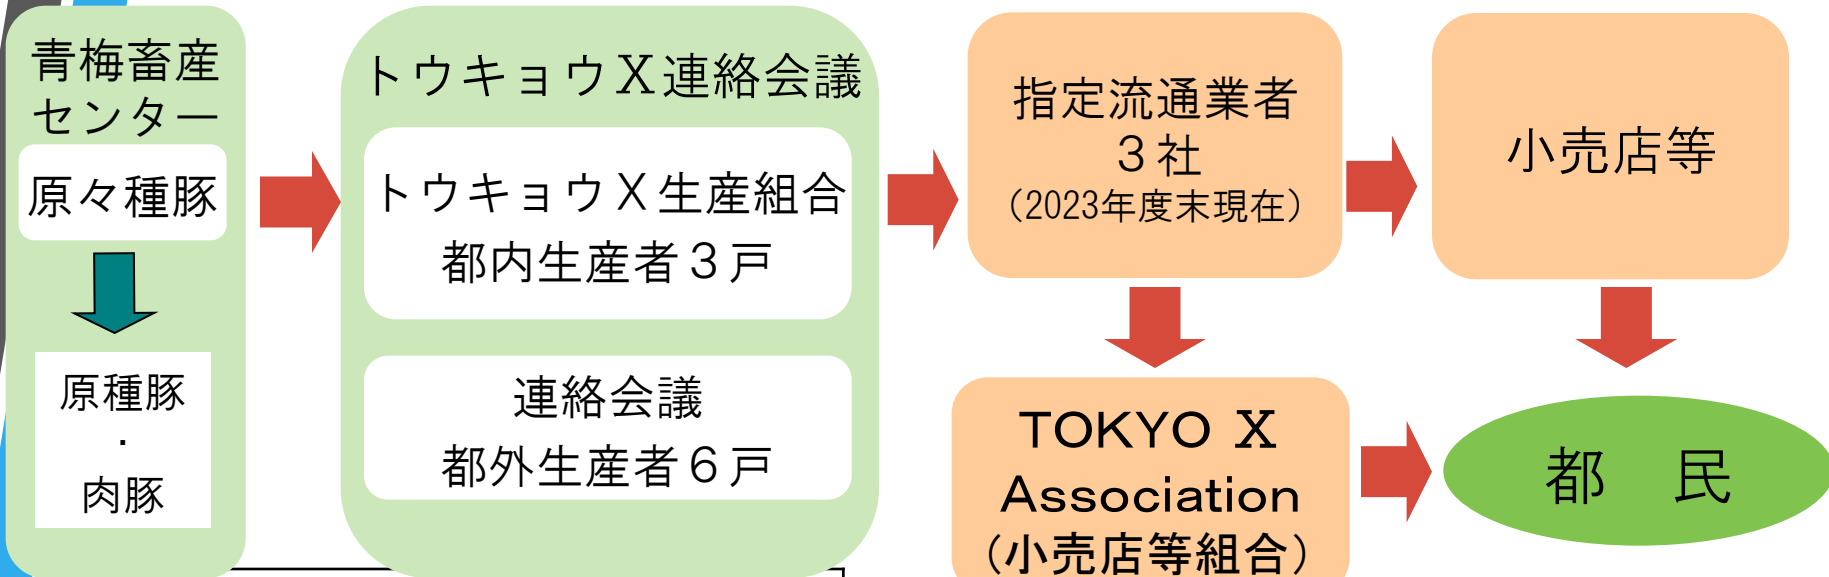 青梅畜産
センター
原々種豚
原種豚
・
肉豚
トウキョウX連絡会議
トウキョウX生産組合
都内生産者3戸
連絡会議
都外生産者6戸
指定流通業者
3社
(2023年度末現在)
小売店等
TOKYO X
Association
(小売店等組合)
都 民